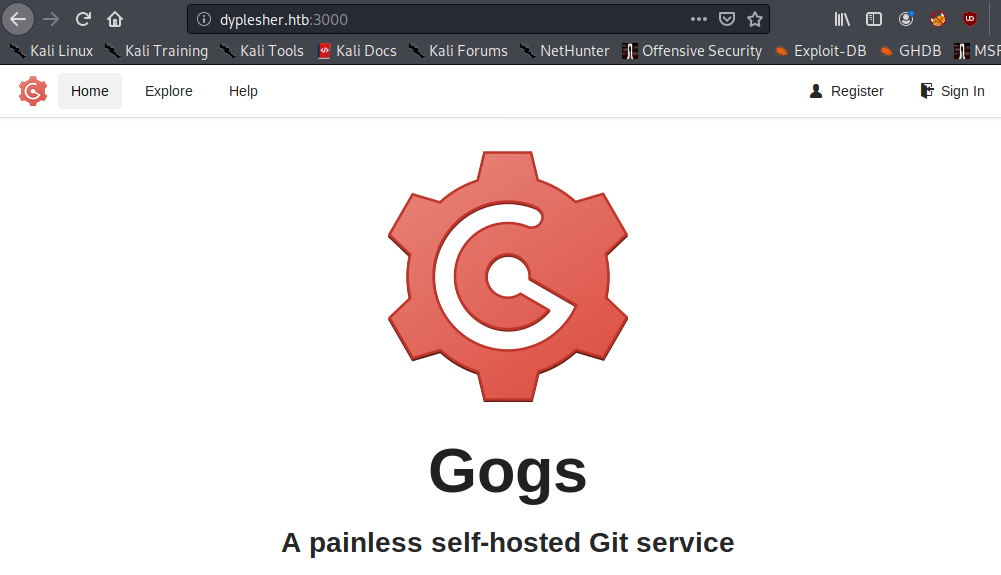 dyplesher.htb:3000
Kali Linux Kali Training Kali Tools Kali Docs Kali Forums NetHunter Offensive Security Exploit-DB GHDB MSF
Home Explore Help Register Sign In
Gogs
A painless self-hosted Git service